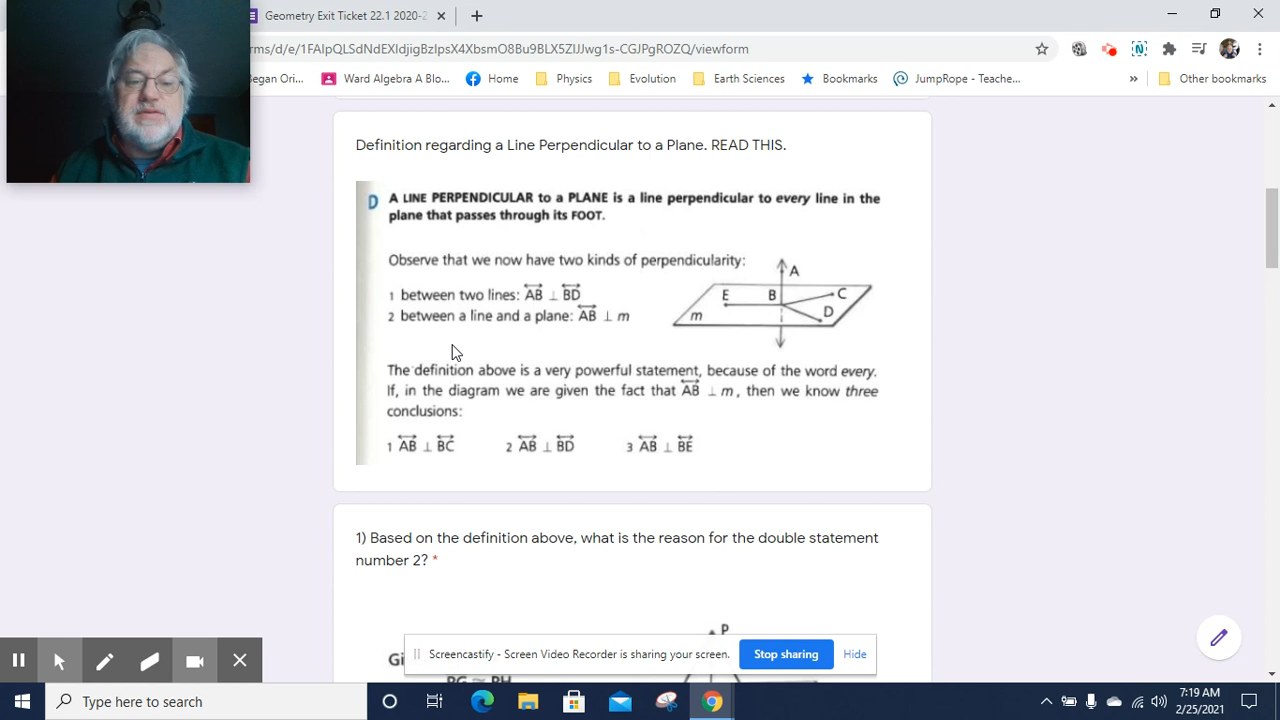 Geometry Exit Ticket 22.1 2020-2
rms/d/e/1FAIpQLSdNdEXIdjigBzIpsX4XbsmO8Bu9BLX5ZIJJwg1s-CGJPgROZQ/viewform
egan Ori...
Ward Algebra A Blo...
Home
Physics
Evolution
Earth Sciences
Bookmarks
JumpRope - Teache...
»
Other bookmarks
Definition regarding a Line Perpendicular to a Plane. READ THIS.
D A LINE PERPENDICULAR to a PLANE is a line perpendicular to every line in the
plane that passes through its FOOT.
Observe that we now have two kinds of perpendicularity:
1 between two lines: AB ⊥ BD
2 between a line and a plane: AB ⊥ m
A
E B C
m D
The definition above is a very powerful statement, because of the word every.
If, in the diagram we are given the fact that AB ⊥ m, then we know three
conclusions:
1 AB ⊥ BC 2 AB ⊥ BD 3 AB ⊥ BE
1) Based on the definition above, what is the reason for the double statement
number 2? *
P
Gi
PG ≅ PH
Screencastify - Screen Video Recorder is sharing your screen.
Stop sharing
Hide
Type here to search
7:19 AM
2/25/2021